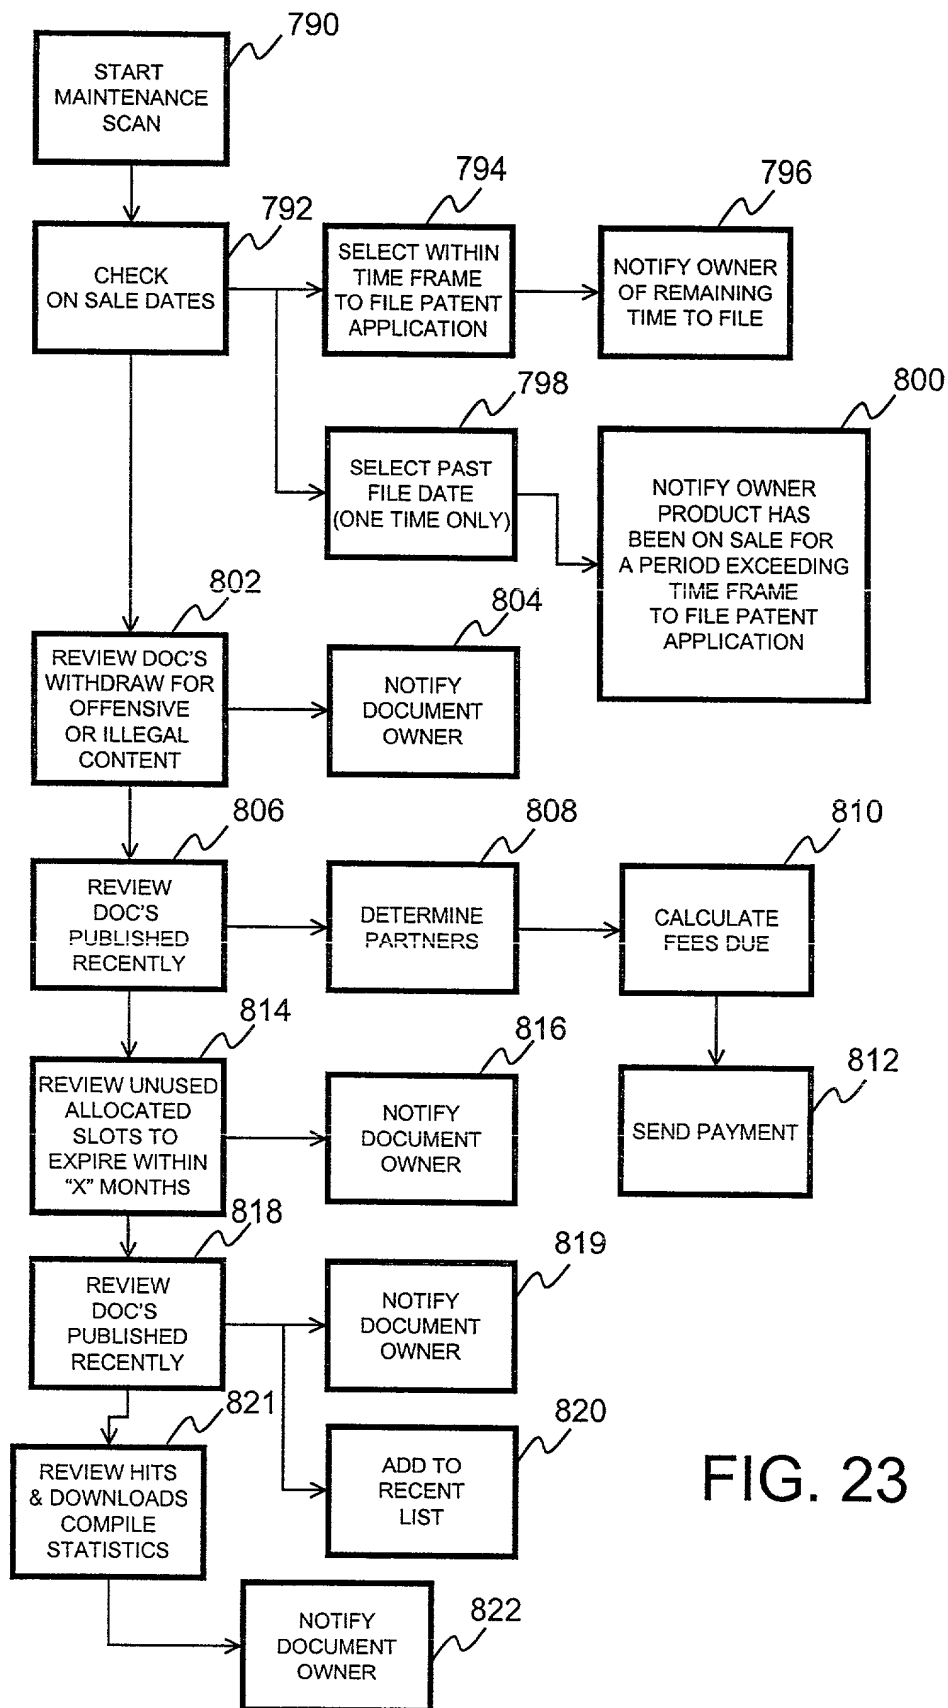 790
START
MAINTENANCE
SCAN
792
CHECK
ON SALE DATES
794
SELECT WITHIN
TIME FRAME
TO FILE PATENT
APPLICATION
796
NOTIFY OWNER
OF REMAINING
TIME TO FILE
798
SELECT PAST
FILE DATE
(ONE TIME ONLY)
800
NOTIFY OWNER
PRODUCT HAS
BEEN ON SALE FOR
A PERIOD EXCEEDING
TIME FRAME
TO FILE PATENT
APPLICATION
802
REVIEW DOC'S
WITHDRAW FOR
OFFENSIVE
OR ILLEGAL
CONTENT
804
NOTIFY
DOCUMENT
OWNER
806
REVIEW
DOC'S
PUBLISHED
RECENTLY
808
DETERMINE
PARTNERS
810
CALCULATE
FEES DUE
812
SEND PAYMENT
814
REVIEW UNUSED
ALLOCATED
SLOTS TO
EXPIRE WITHIN
“X” MONTHS
816
NOTIFY
DOCUMENT
OWNER
818
REVIEW
DOC'S
PUBLISHED
RECENTLY
819
NOTIFY
DOCUMENT
OWNER
820
ADD TO
RECENT
LIST
821
REVIEW HITS
& DOWNLOADS
COMPILE
STATISTICS
822
NOTIFY
DOCUMENT
OWNER
FIG. 23